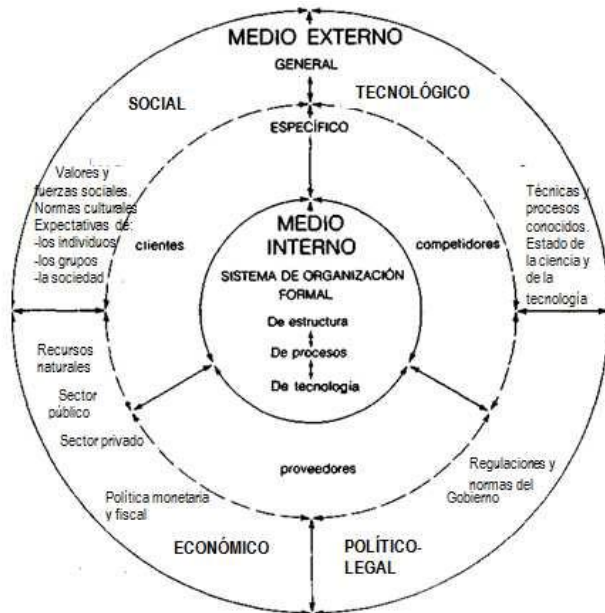 MEDIO EXTERNO
GENERAL
SOCIAL
TECNOLÓGICO
ESPECÍFICO
Valores y
fuerzas sociales.
Normas culturales
Expectativas de:
-los individuos
-los grupos
-la sociedad
clientes
MEDIO
INTERNO
SISTEMA DE ORGANIZACIÓN
FORMAL
De estructura
De procesos
De tecnología
competidores
Técnicas y
procesos
conocidos.
Estado de
la ciencia y
de la
tecnología
Recursos
naturales
Sector
público
Sector privado
Política monetaria
y fiscal
proveedores
Regulaciones y
normas del
Gobierno
ECONÓMICO
POLÍTICO-
LEGAL